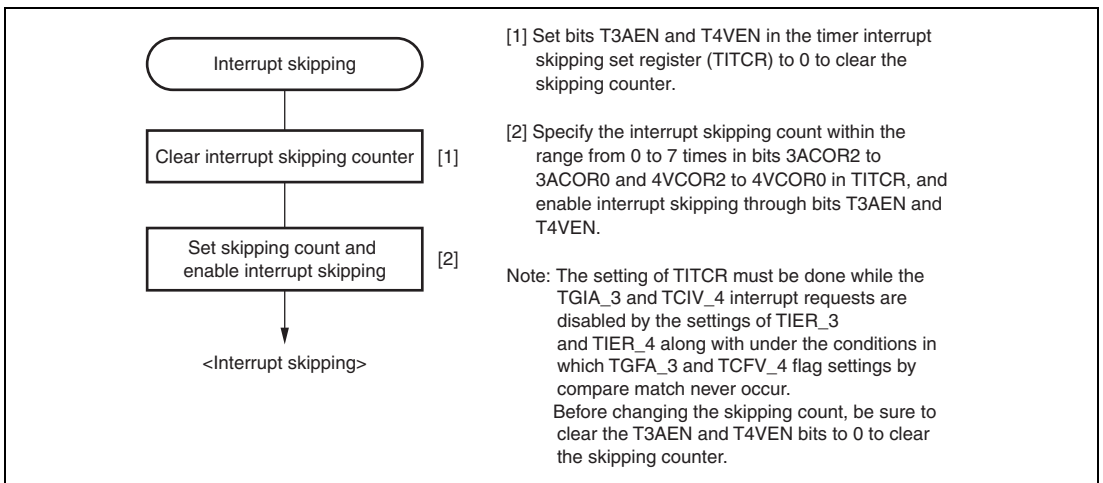 Interrupt skipping
Clear interrupt skipping counter [1]
Set skipping count and
enable interrupt skipping [2]
<Interrupt skipping>
[1] Set bits T3AEN and T4VEN in the timer interrupt
skipping set register (TITCR) to 0 to clear the
skipping counter.
[2] Specify the interrupt skipping count within the
range from 0 to 7 times in bits 3ACOR2 to
3ACOR0 and 4VCOR2 to 4VCOR0 in TITCR, and
enable interrupt skipping through bits T3AEN and
T4VEN.
Note: The setting of TITCR must be done while the
TGIA_3 and TCIV_4 interrupt requests are
disabled by the settings of TIER_3
and TIER_4 along with under the conditions in
which TGFA_3 and TCFV_4 flag settings by
compare match never occur.
Before changing the skipping count, be sure to
clear the T3AEN and T4VEN bits to 0 to clear
the skipping counter.